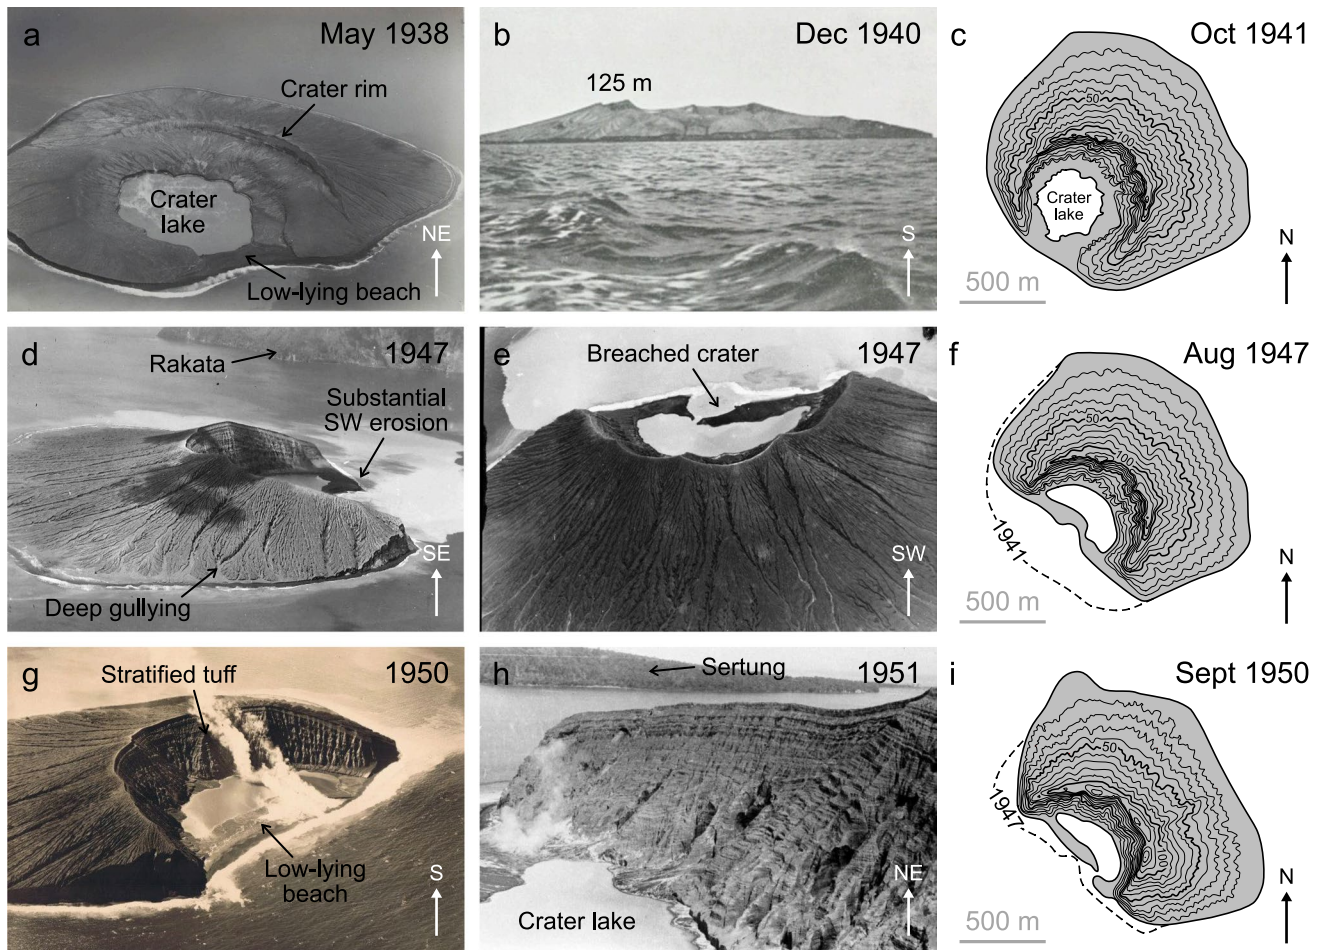 a
May 1938
Crater rim
Crater
lake
NE
Low-lying beach
b
Dec 1940
125 m
S
c
Oct 1941
50
Crater
lake
N
500 m
d
1947
Rakata
Substantial
SW erosion
SE
Deep gullying
e
1947
Breached crater
SW
f
Aug 1947
50
1941
N
500 m
g
1950
Stratified tuff
Low-lying
beach
S
h
1951
Sertung
NE
Crater lake
i
Sept 1950
50
1947
N
500 m